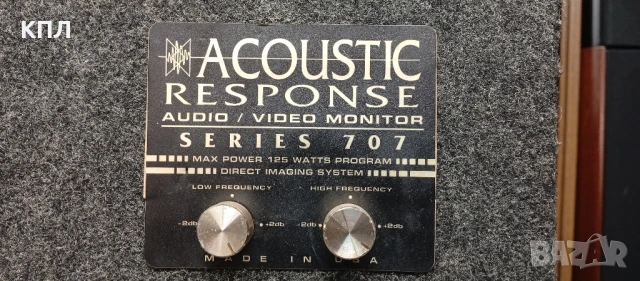 КПЛ
ACOUSTIC
RESPONSE
AUDIO / VIDEO MONITOR
SERIES 707
MAX POWER 125 WATTS PROGRAM
DIRECT IMAGING SYSTEM
LOW FREQUENCY HIGH FREQUENCY
-2db +2db -2db +2db
MADE IN USA
BAZAR